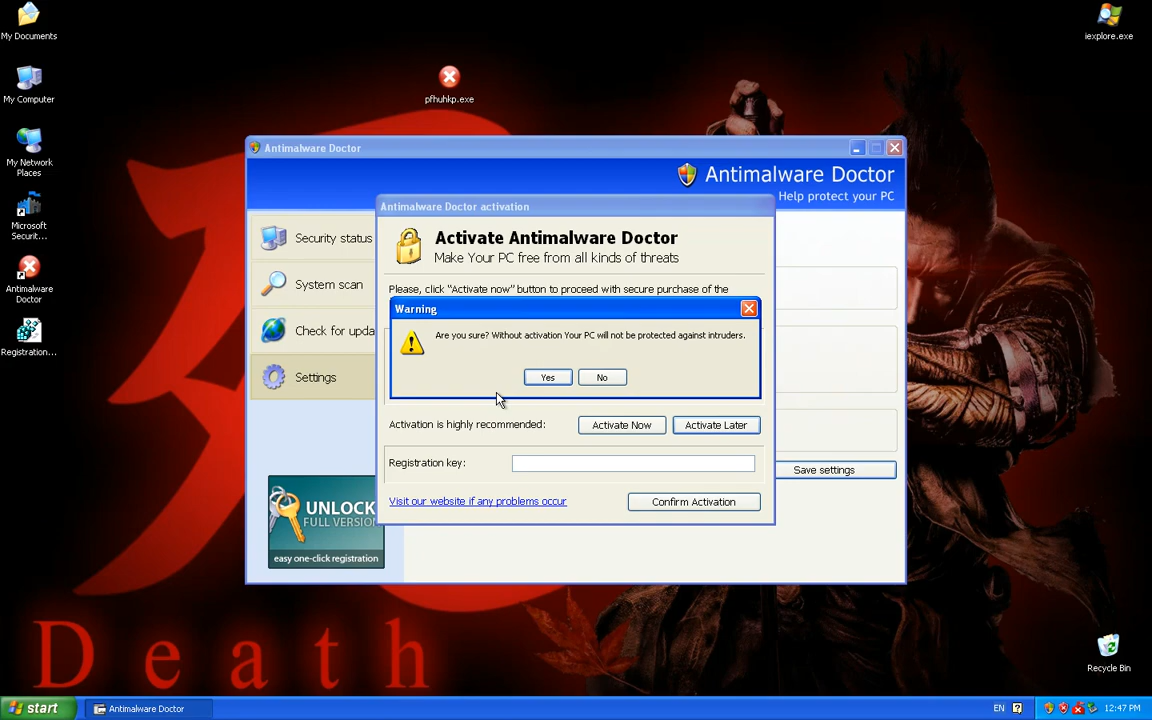 My Documents
My Computer
My Network
Places
Microsoft
Securit...
Antimalware
Doctor
Registration...
pfhuhkp.exe
iexplore.exe
Recycle Bin
Antimalware Doctor
Antimalware Doctor
Help protect your PC
Security status
System scan
Check for upda
Settings
UNLOCK
FULL VERSIO
easy one-click registration
Antimalware Doctor activation
Activate Antimalware Doctor
Make Your PC free from all kinds of threats
Please, click "Activate now" button to proceed with secure purchase of the
Warning
Are you sure? Without activation Your PC will not be protected against intruders.
Yes No
Activation is highly recommended: Activate Now Activate Later
Registration key:
Visit our website if any problems occur Confirm Activation
Save settings
Death
start Antimalware Doctor EN 12:47 PM